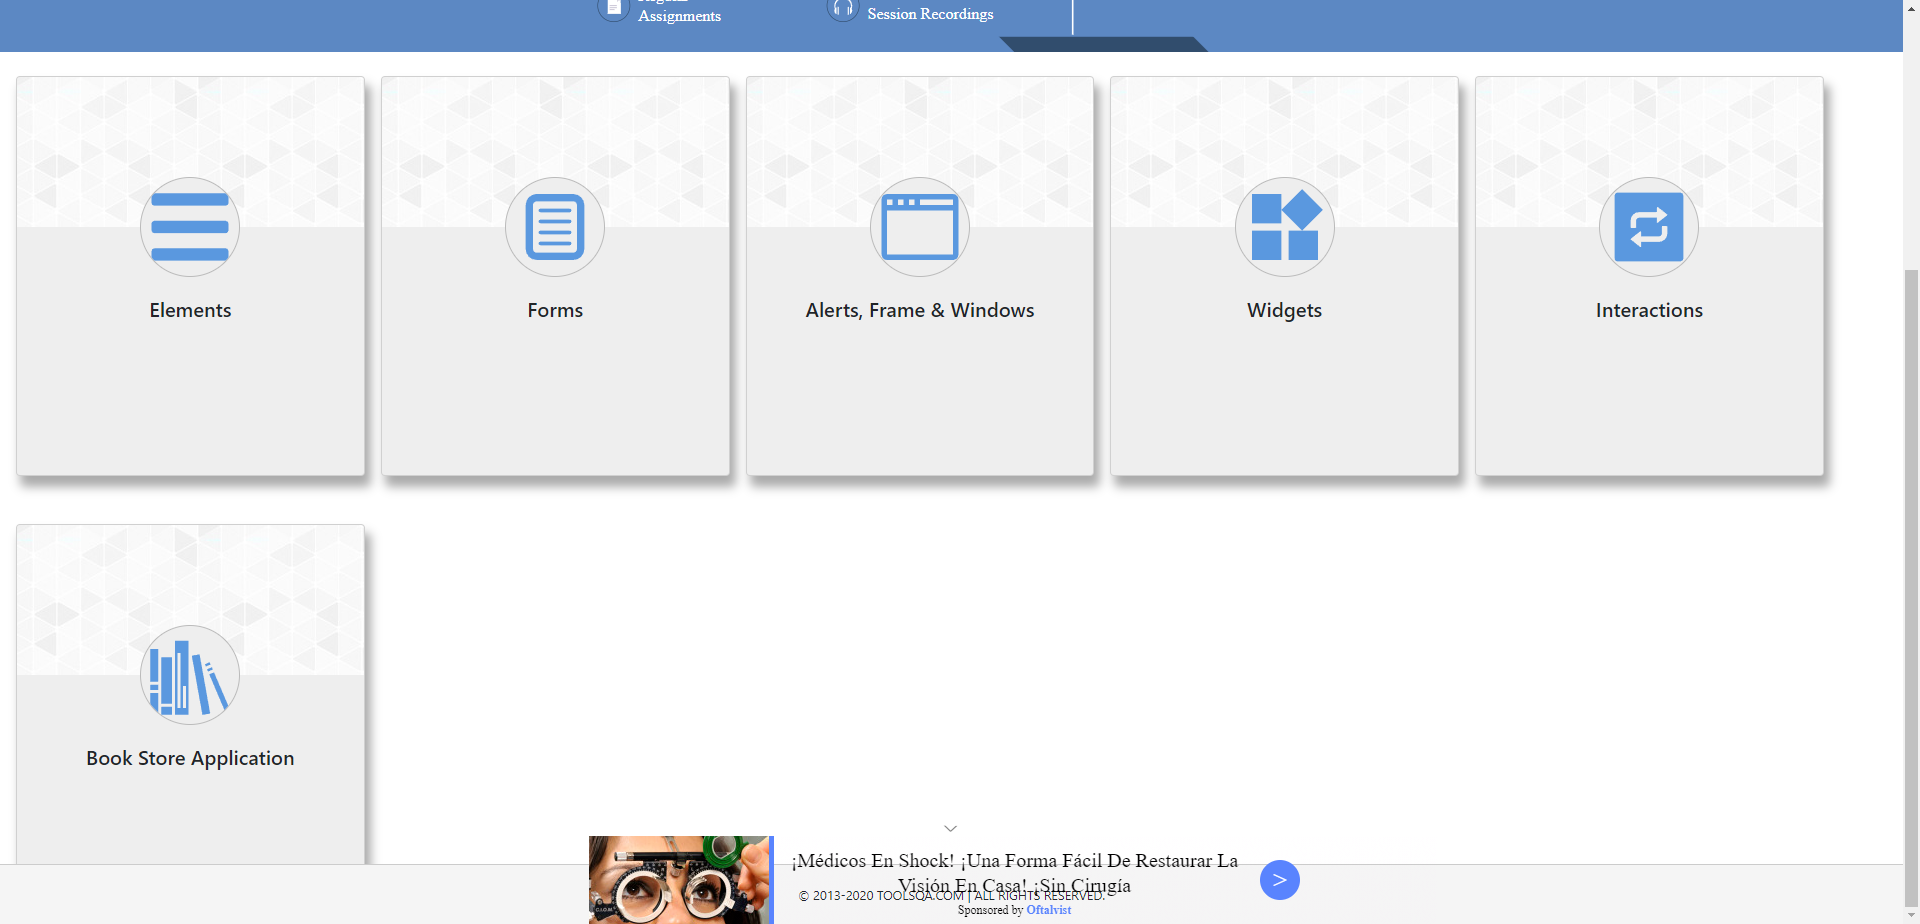 Assignments
Session Recordings
Elements
Forms
Alerts, Frame & Windows
Widgets
Interactions
Book Store Application
¡Médicos En Shock! ¡Una Forma Fácil De Restaurar La
Visión En Casa! ¡Sin Cirugía
© 2013-2020 TOOLSQA.COM | ALL RIGHTS RESERVED.
Sponsored by Oftalvist